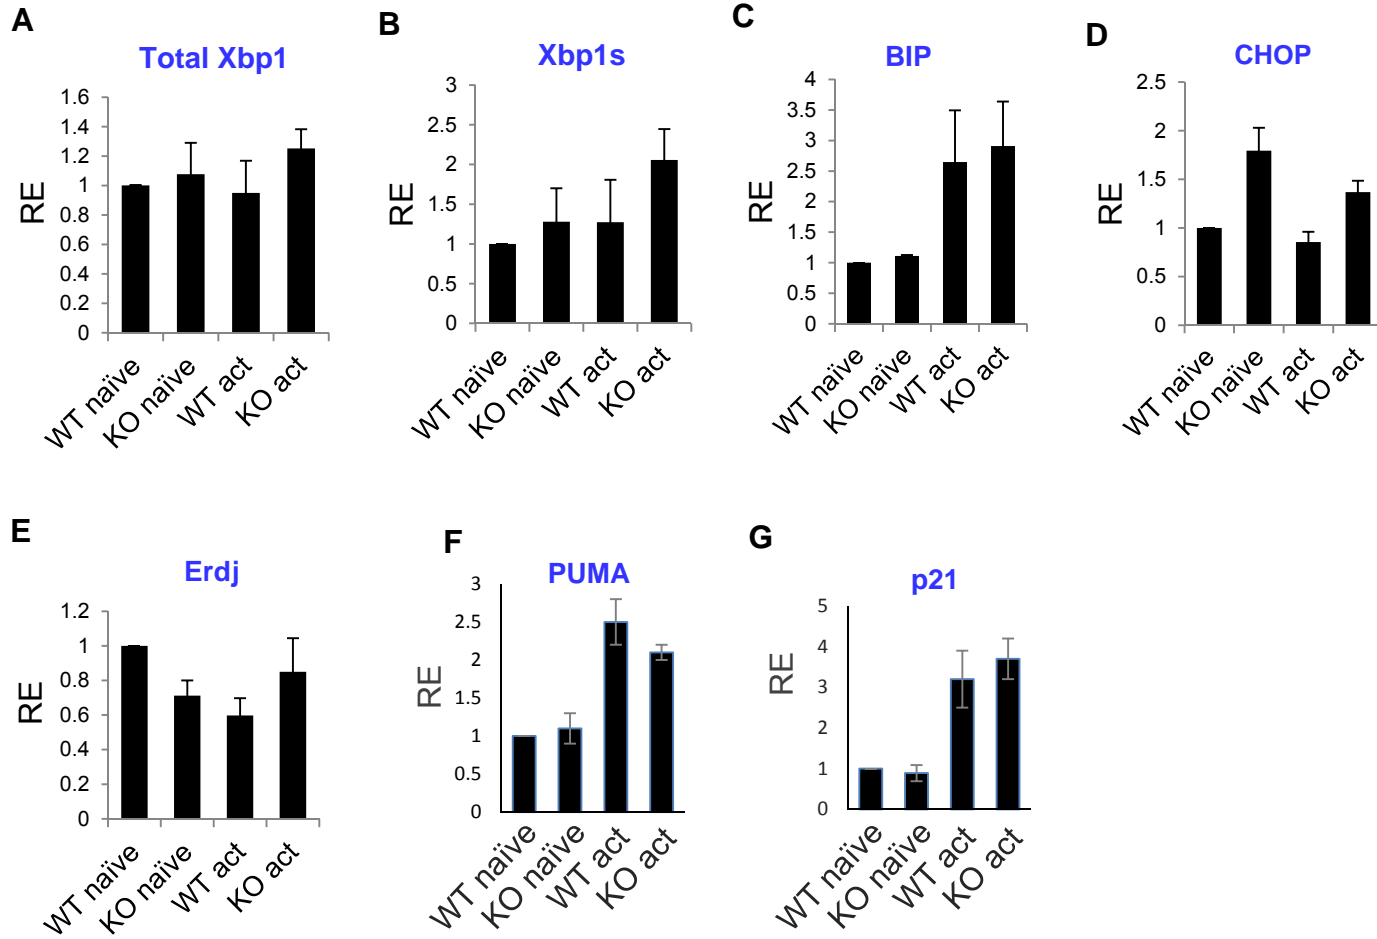 A
Total Xbp1
RE
1.6
1.4
1.2
1
0.8
0.6
0.4
0.2
0
WT naïve
KO naïve
WT act
KO act
B
Xbp1s
RE
3
2.5
2
1.5
1
0.5
0
WT naïve
KO naïve
WT act
KO act
C
BIP
RE
4
3.5
3
2.5
2
1.5
1
0.5
0
WT naïve
KO naïve
WT act
KO act
D
CHOP
RE
2.5
2
1.5
1
0.5
0
WT naïve
KO naïve
WT act
KO act
E
Erdj
RE
1.2
1
0.8
0.6
0.4
0.2
0
WT naïve
KO naïve
WT act
KO act
F
PUMA
RE
3
2.5
2
1.5
1
0.5
0
WT naïve
KO naïve
WT act
KO act
G
p21
RE
5
4
3
2
1
0
WT naïve
KO naïve
WT act
KO act